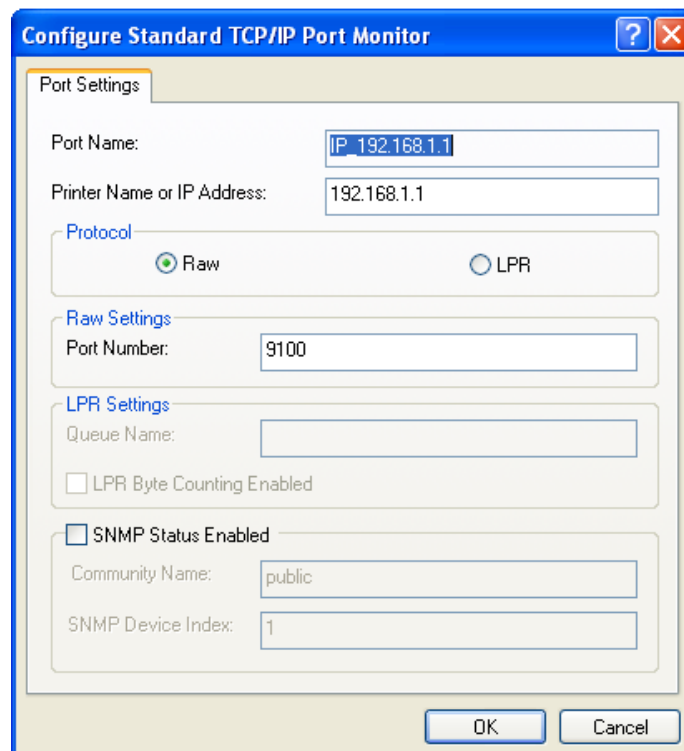 Configure Standard TCP/IP Port Monitor
Port Settings
Port Name: IP_192.168.1.1
Printer Name or IP Address: 192.168.1.1
Protocol
Raw LPR
Raw Settings
Port Number: 9100
LPR Settings
Queue Name:
LPR Byte Counting Enabled
SNMP Status Enabled
Community Name: public
SNMP Device Index: 1
OK Cancel